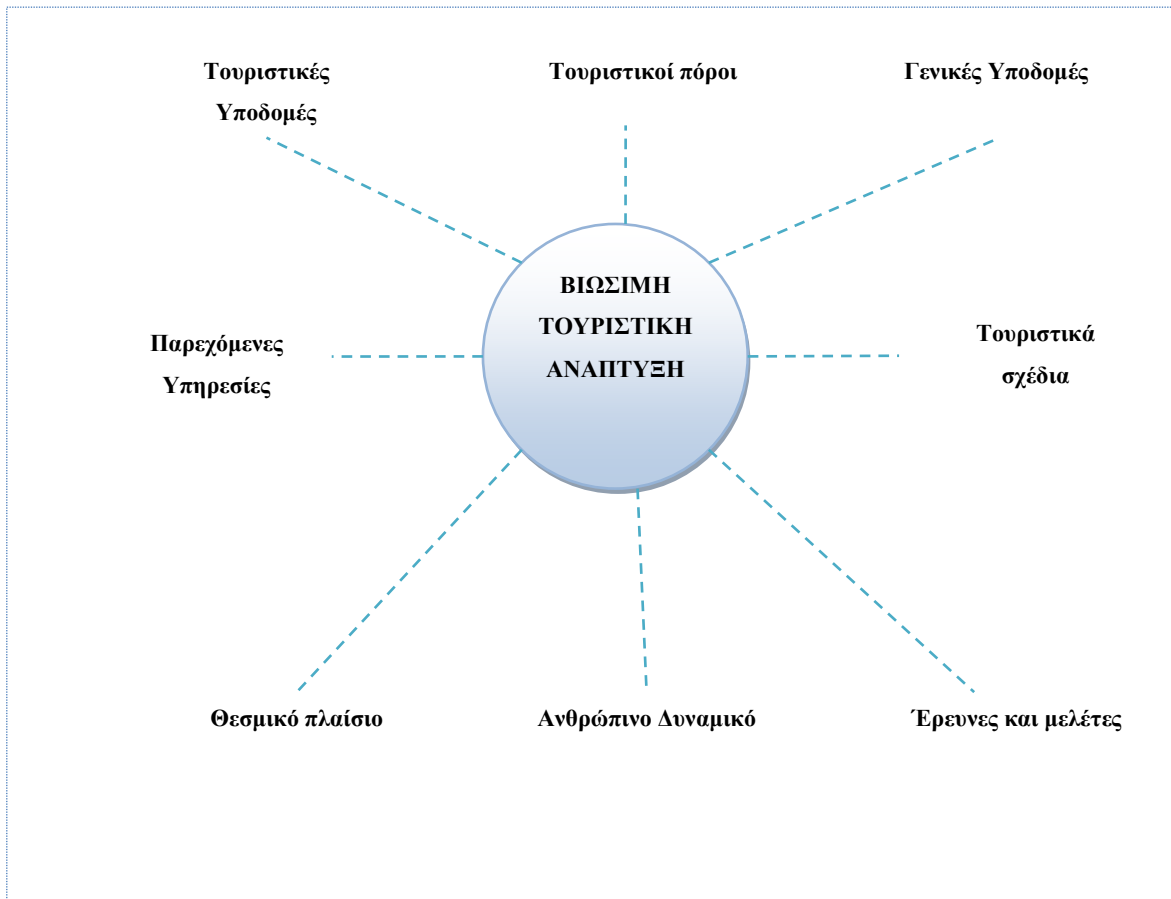 Τουριστικές
Υποδομές
Τουριστικοί πόροι
Γενικές Υποδομές
ΒΙΩΣΙΜΗ
ΤΟΥΡΙΣΤΙΚΗ
ΑΝΑΠΤΥΞΗ
Παρεχόμενες
Υπηρεσίες
Τουριστικά
σχέδια
Θεσμικό πλαίσιο
Ανθρώπινο Δυναμικό
Έρευνες και μελέτες